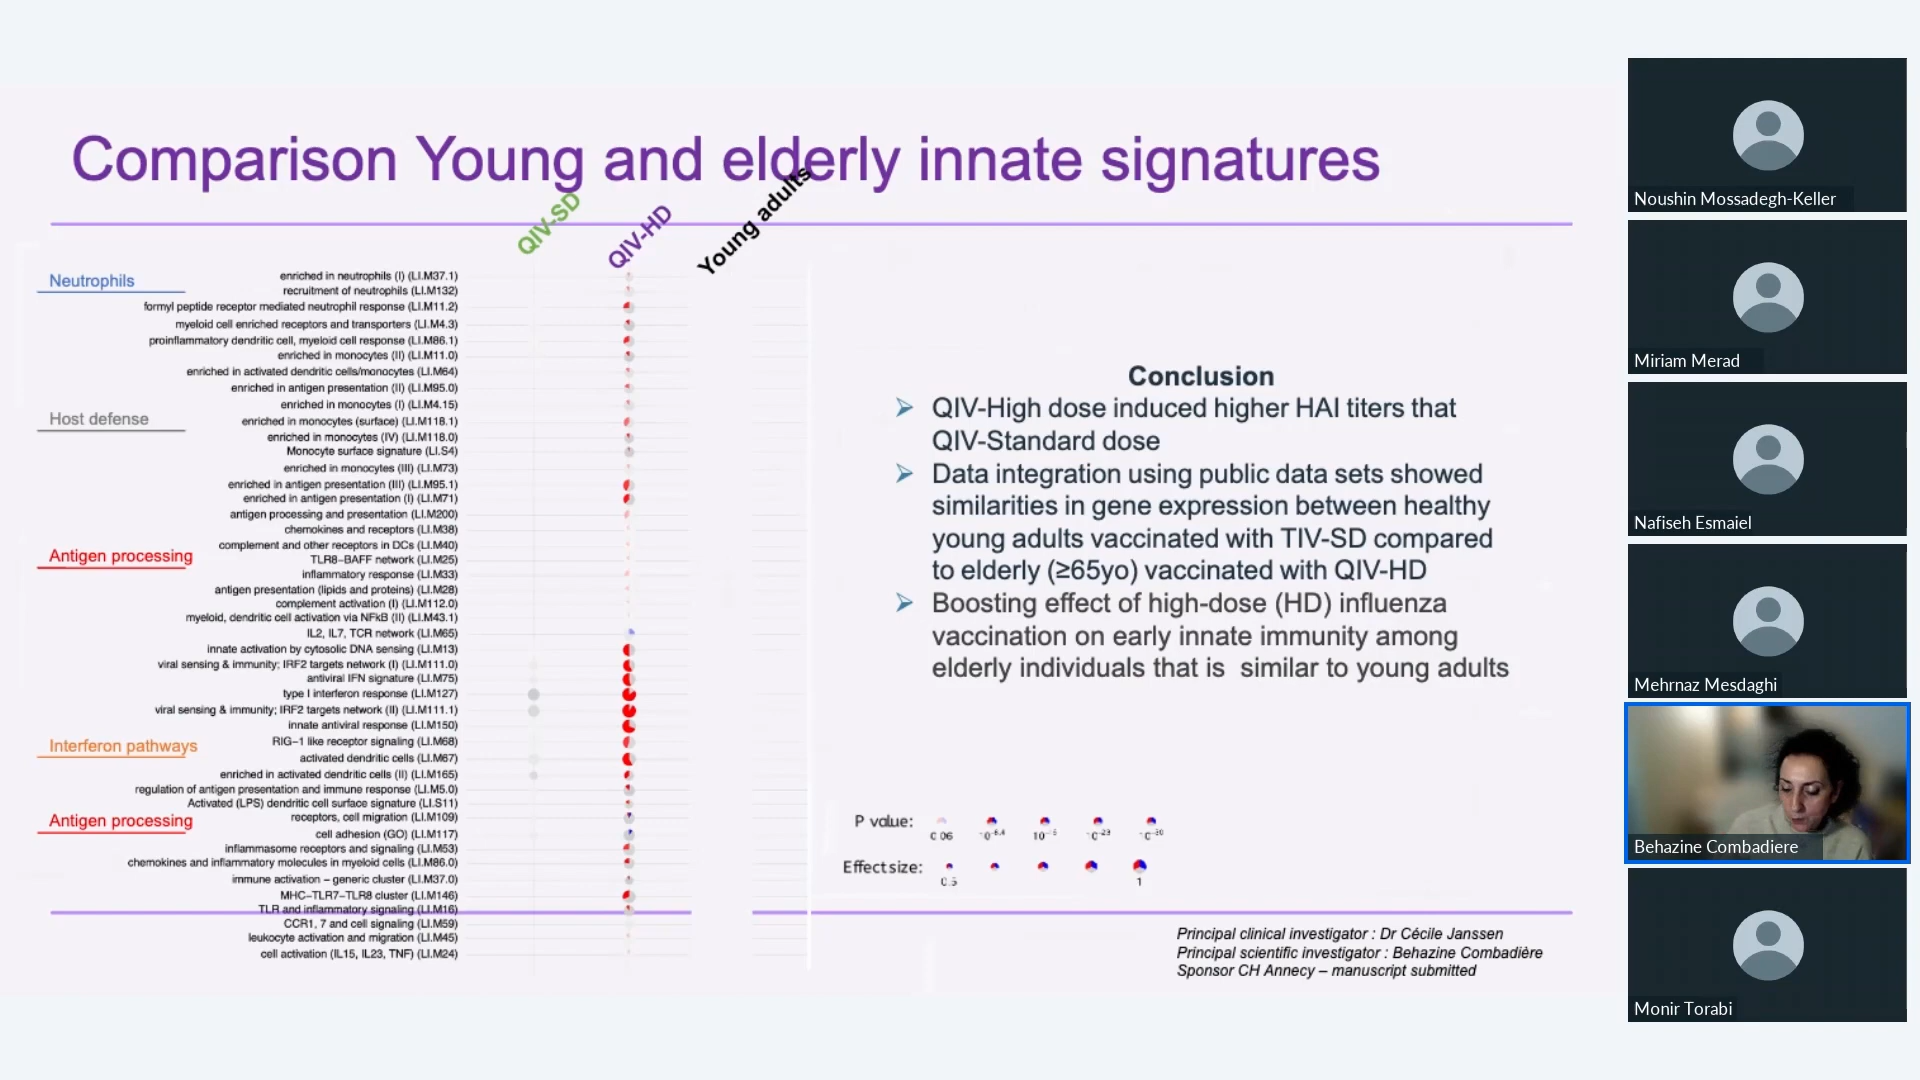 Comparison Young and elderly innate signatures
QIV-SD
QIV-HD
Young adults
Neutrophils
Host defense
Antigen processing
Interferon pathways
Antigen processing
enriched in neutrophils (I) (LI.M37.1)
recruitment of neutrophils (LI.M132)
formyl peptide receptor mediated neutrophil response (LI.M11.2)
myeloid cell enriched receptors and transporters (LI.M4.3)
proinflammatory dendritic cell, myeloid cell response (LI.M86.1)
enriched in monocytes (II) (LI.M11.0)
enriched in activated dendritic cells/monocytes (LI.M64)
enriched in antigen presentation (II) (LI.M95.0)
enriched in monocytes (I) (LI.M4.15)
enriched in monocytes (surface) (LI.M118.1)
enriched in monocytes (IV) (LI.M118.0)
Monocyte surface signature (LI.S4)
enriched in monocytes (III) (LI.M73)
enriched in antigen presentation (III) (LI.M95.1)
enriched in antigen presentation (I) (LI.M71)
antigen processing and presentation (LI.M200)
chemokines and receptors (LI.M38)
complement and other receptors in DCs (LI.M40)
TLR8−BAFF network (LI.M25)
inflammatory response (LI.M33)
antigen presentation (lipids and proteins) (LI.M28)
complement activation (I) (LI.M112.0)
myeloid, dendritic cell activation via NFkB (II) (LI.M43.1)
IL2, IL7, TCR network (LI.M65)
innate activation by cytosolic DNA sensing (LI.M13)
viral sensing & immunity; IRF2 targets network (I) (LI.M111.0)
antiviral IFN signature (LI.M75)
type I interferon response (LI.M127)
viral sensing & immunity; IRF2 targets network (II) (LI.M111.1)
innate antiviral response (LI.M150)
RIG−1 like receptor signaling (LI.M68)
activated dendritic cells (LI.M67)
enriched in activated dendritic cells (II) (LI.M165)
regulation of antigen presentation and immune response (LI.M5.0)
Activated (LPS) dendritic cell surface signature (LI.S11)
receptors, cell migration (LI.M109)
cell adhesion (GO) (LI.M117)
inflammasome receptors and signaling (LI.M53)
chemokines and inflammatory molecules in myeloid cells (LI.M86.0)
immune activation − generic cluster (LI.M37.0)
MHC−TLR7−TLR8 cluster (LI.M146)
TLR and inflammatory signaling (LI.M16)
CCR1, 7 and cell signaling (LI.M59)
leukocyte activation and migration (LI.M45)
cell activation (IL15, IL23, TNF) (LI.M24)
Conclusion
QIV-High dose induced higher HAI titers that
QIV-Standard dose
Data integration using public data sets showed
similarities in gene expression between healthy
young adults vaccinated with TIV-SD compared
to elderly (≥65yo) vaccinated with QIV-HD
Boosting effect of high-dose (HD) influenza
vaccination on early innate immunity among
elderly individuals that is similar to young adults
P value:
0.06
Effect size:
0.5 1
Principal clinical investigator : Dr Cécile Janssen
Principal scientific investigator : Behazine Combadière
Sponsor CH Annecy – manuscript submitted
Noushin Mossadegh-Keller
Miriam Merad
Nafiseh Esmaiel
Mehrnaz Mesdaghi
Behazine Combadiere
Monir Torabi